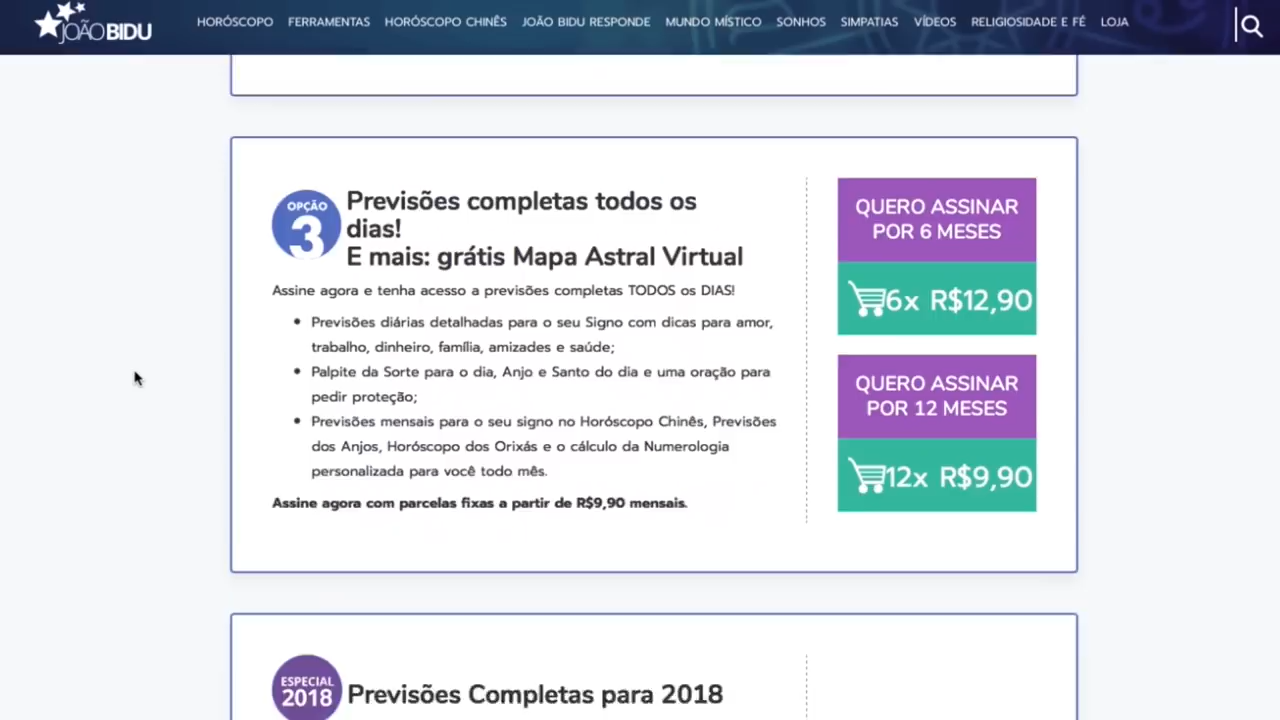 JOÃO BIDU
HORÓSCOPO FERRAMENTAS HORÓSCOPO CHINÊS JOÃO BIDU RESPONDE MUNDO MÍSTICO SONHOS SIMPATIAS VÍDEOS RELIGIOSIDADE E FÉ LOJA
OPÇÃO
3
Previsões completas todos os
dias!
E mais: grátis Mapa Astral Virtual
Assine agora e tenha acesso a previsões completas TODOS os DIAS!
• Previsões diárias detalhadas para o seu Signo com dicas para amor,
trabalho, dinheiro, família, amizades e saúde;
• Palpite da Sorte para o dia, Anjo e Santo do dia e uma oração para
pedir proteção;
• Previsões mensais para o seu signo no Horóscopo Chinês, Previsões
dos Anjos, Horóscopo dos Orixás e o cálculo da Numerologia
personalizada para você todo mês.
Assine agora com parcelas fixas a partir de R$9,90 mensais.
QUERO ASSINAR
POR 6 MESES
6x R$12,90
QUERO ASSINAR
POR 12 MESES
12x R$9,90
ESPECIAL
2018
Previsões Completas para 2018